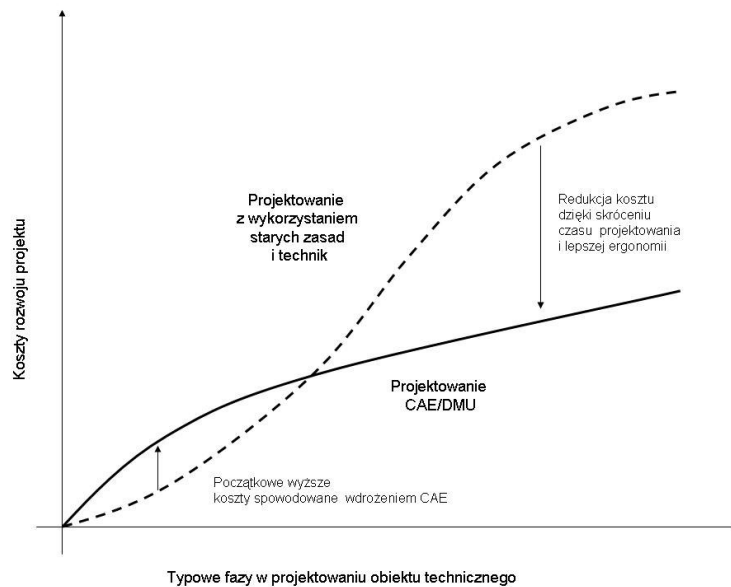 Projektowanie
z wykorzystaniem
starych zasad
i technik
Redukcja kosztu
dzięki skróceniu
czasu projektowania
i lepszej ergonomii
Koszty rozwoju projektu
Projektowanie
CAE/DMU
Początkowe wyższe
koszty spowodowane wdrożeniem CAE
Typowe fazy w projektowaniu obiektu technicznego